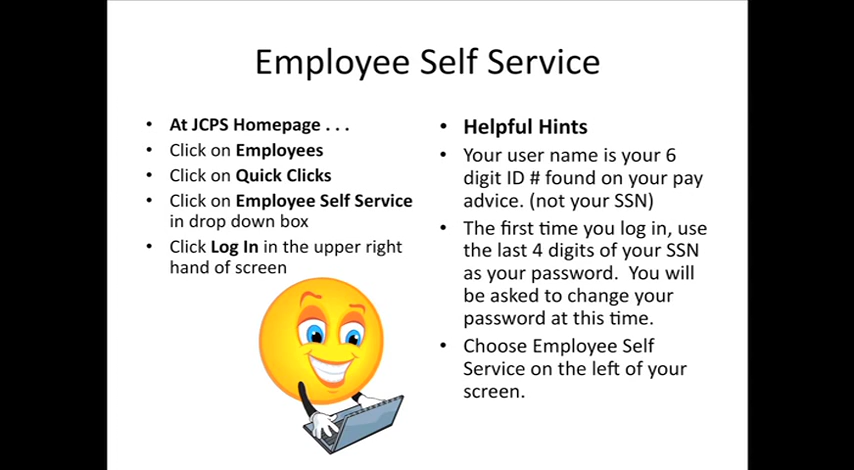 Employee Self Service
• At JCPS Homepage . . .
• Click on Employees
• Click on Quick Clicks
• Click on Employee Self Service
in drop down box
• Click Log In in the upper right
hand of screen
• Helpful Hints
• Your user name is your 6
digit ID # found on your pay
advice. (not your SSN)
• The first time you log in, use
the last 4 digits of your SSN
as your password.  You will
be asked to change your
password at this time.
• Choose Employee Self
Service on the left of your
screen.